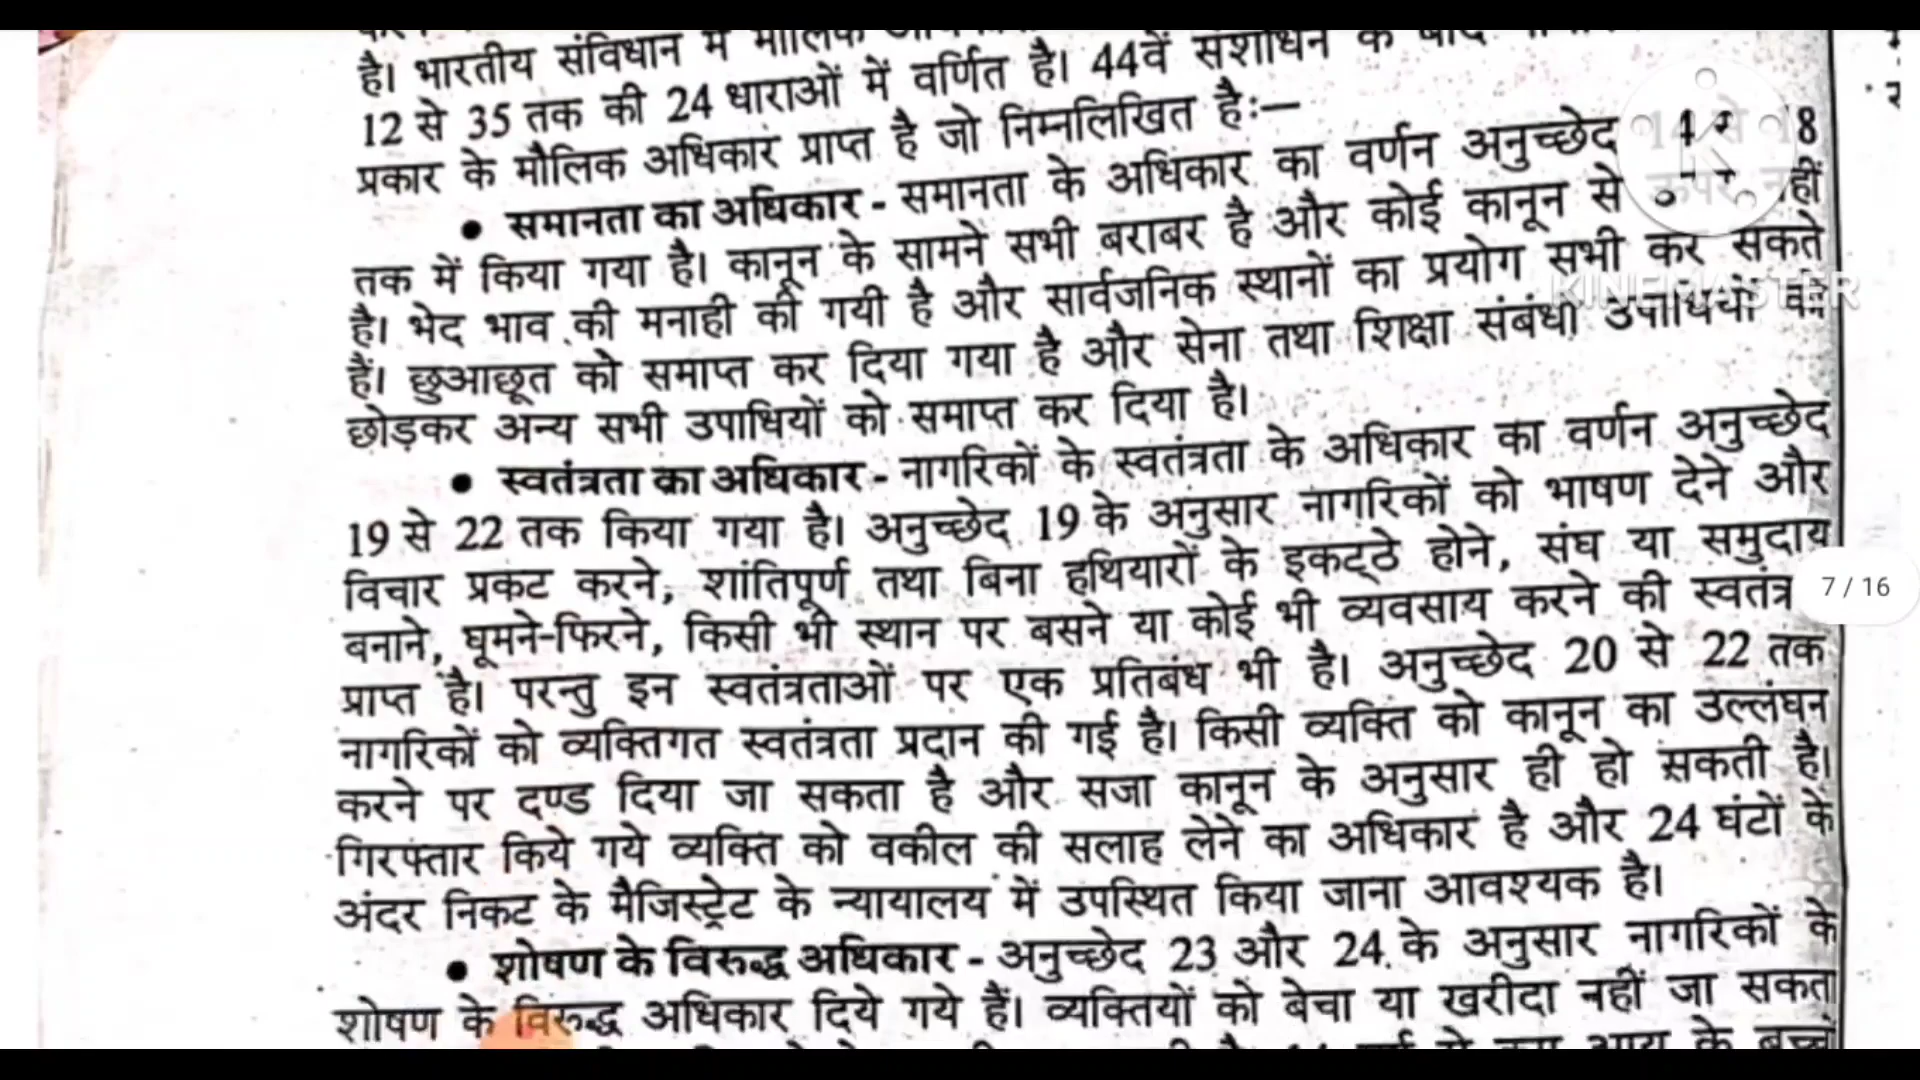 है। भारतीय संविधान में मौलिक
12 से 35 तक की 24 धाराओं में वर्णित है। 44वें संशोधन के बाद
प्रकार के मौलिक अधिकार प्राप्त है जो निम्नलिखित है:—
• समानता का अधिकार - समानता के अधिकार का वर्णन अनुच्छेद 14 से 18
तक में किया गया है। कानून के सामने सभी बराबर है और कोई कानून से ऊपर नहीं
है। भेद भाव की मनाही की गयी है और सार्वजनिक स्थानों का प्रयोग सभी कर सकते
हैं। छुआछूत को समाप्त कर दिया गया है और सेना तथा शिक्षा संबंधी उपाधियों को
छोड़कर अन्य सभी उपाधियों को समाप्त कर दिया है।
• स्वतंत्रता का अधिकार - नागरिकों के स्वतंत्रता के अधिकार का वर्णन अनुच्छेद
19 से 22 तक किया गया है। अनुच्छेद 19 के अनुसार नागरिकों को भाषण देने और
विचार प्रकट करने, शांतिपूर्ण तथा बिना हथियारों के इकट्ठे होने, संघ या समुदाय
बनाने, घूमने-फिरने, किसी भी स्थान पर बसने या कोई भी व्यवसाय करने की स्वतंत्र
प्राप्त है। परन्तु इन स्वतंत्रताओं पर एक प्रतिबंध भी है। अनुच्छेद 20 से 22 तक
नागरिकों को व्यक्तिगत स्वतंत्रता प्रदान की गई है। किसी व्यक्ति को कानून का उल्लंघन
करने पर दण्ड दिया जा सकता है और सजा कानून के अनुसार ही हो सकती है।
गिरफ्तार किये गये व्यक्ति को वकील की सलाह लेने का अधिकार है और 24 घंटों के
अंदर निकट के मैजिस्ट्रेट के न्यायालय में उपस्थित किया जाना आवश्यक है।
• शोषण के विरुद्ध अधिकार - अनुच्छेद 23 और 24 के अनुसार नागरिकों के
शोषण के विरुद्ध अधिकार दिये गये हैं। व्यक्तियों को बेचा या खरीदा नहीं जा सकता
KINEMASTER
7 / 16